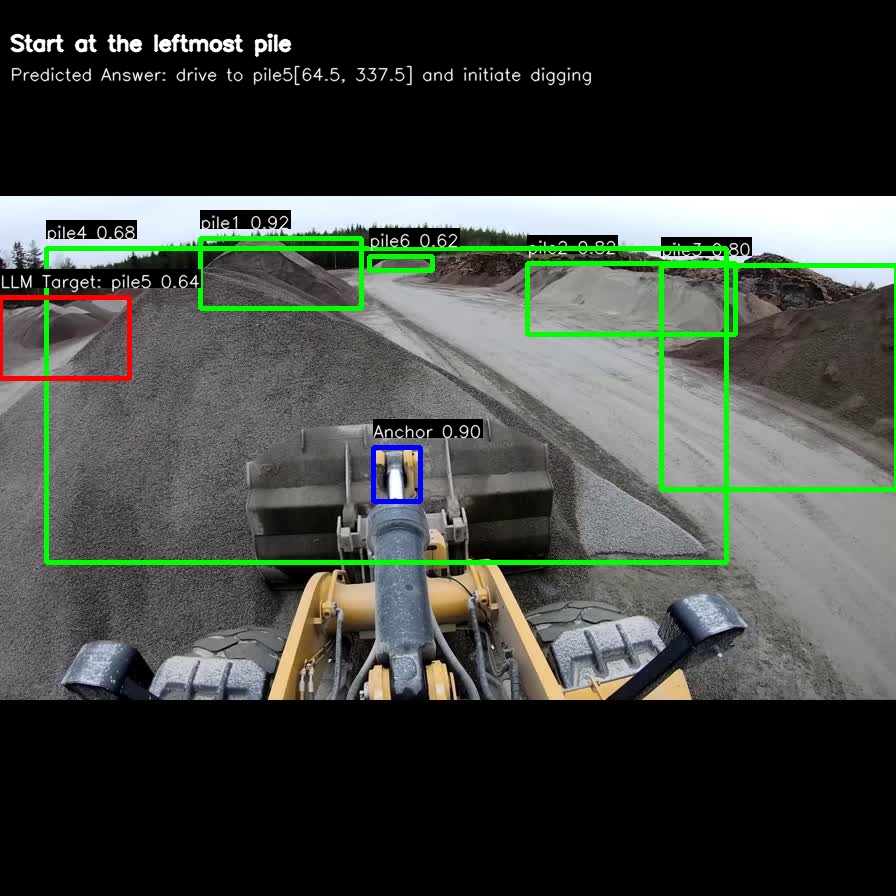 Start at the leftmost pile
Predicted Answer: drive to pile5[64.5, 337.5] and initiate digging
pile4 0.68
pile1 0.92
pile6 0.62
pile2 0.82
pile3 0.80
LLM Target: pile5 0.64
Anchor 0.90